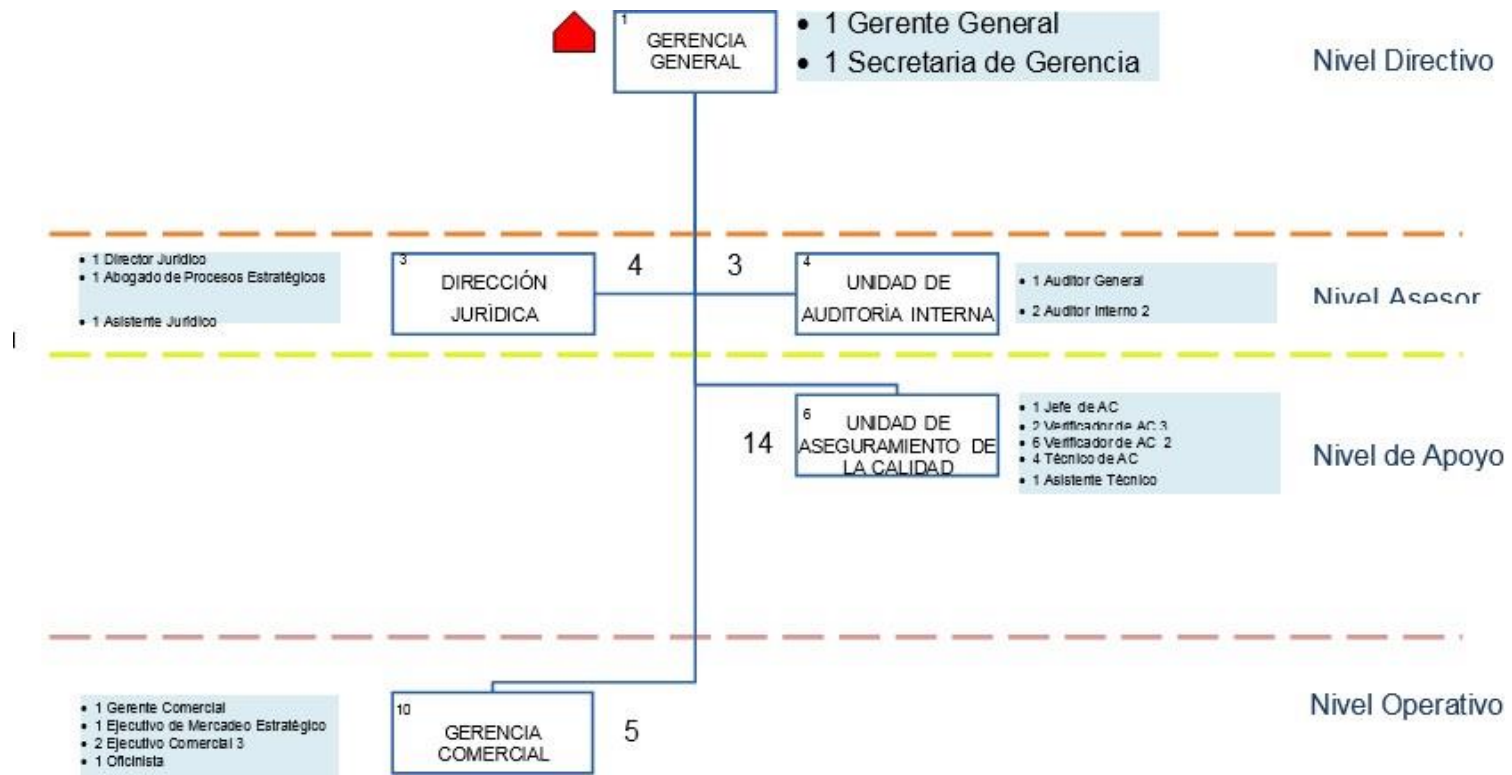 1
GERENCIA
GENERAL
• 1 Gerente General
• 1 Secretaria de Gerencia
Nivel Directivo
• 1 Director Jurídico
• 1 Abogado de Procesos Estratégicos
• 1 Asistente Jurídico
3
DIRECCIÓN
JURÌDICA
4
3
4
UNIDAD DE
AUDITORÌA INTERNA
• 1 Auditor General
• 2 Auditor Interno 2
Nivel Asesor
l
6
UNIDAD DE
ASEGURAMIENTO DE
LA CALIDAD
14
• 1 Jefe de AC
• 2 Verificador de AC 3
• 6 Verificador de AC 2
• 4 Técnico de AC
• 1 Asistente Técnico
Nivel de Apoyo
• 1 Gerente Comercial
• 1 Ejecutivo de Mercadeo Estratégico
• 2 Ejecutivo Comercial 3
• 1 Oficinista
10
GERENCIA
COMERCIAL
5
Nivel Operativo